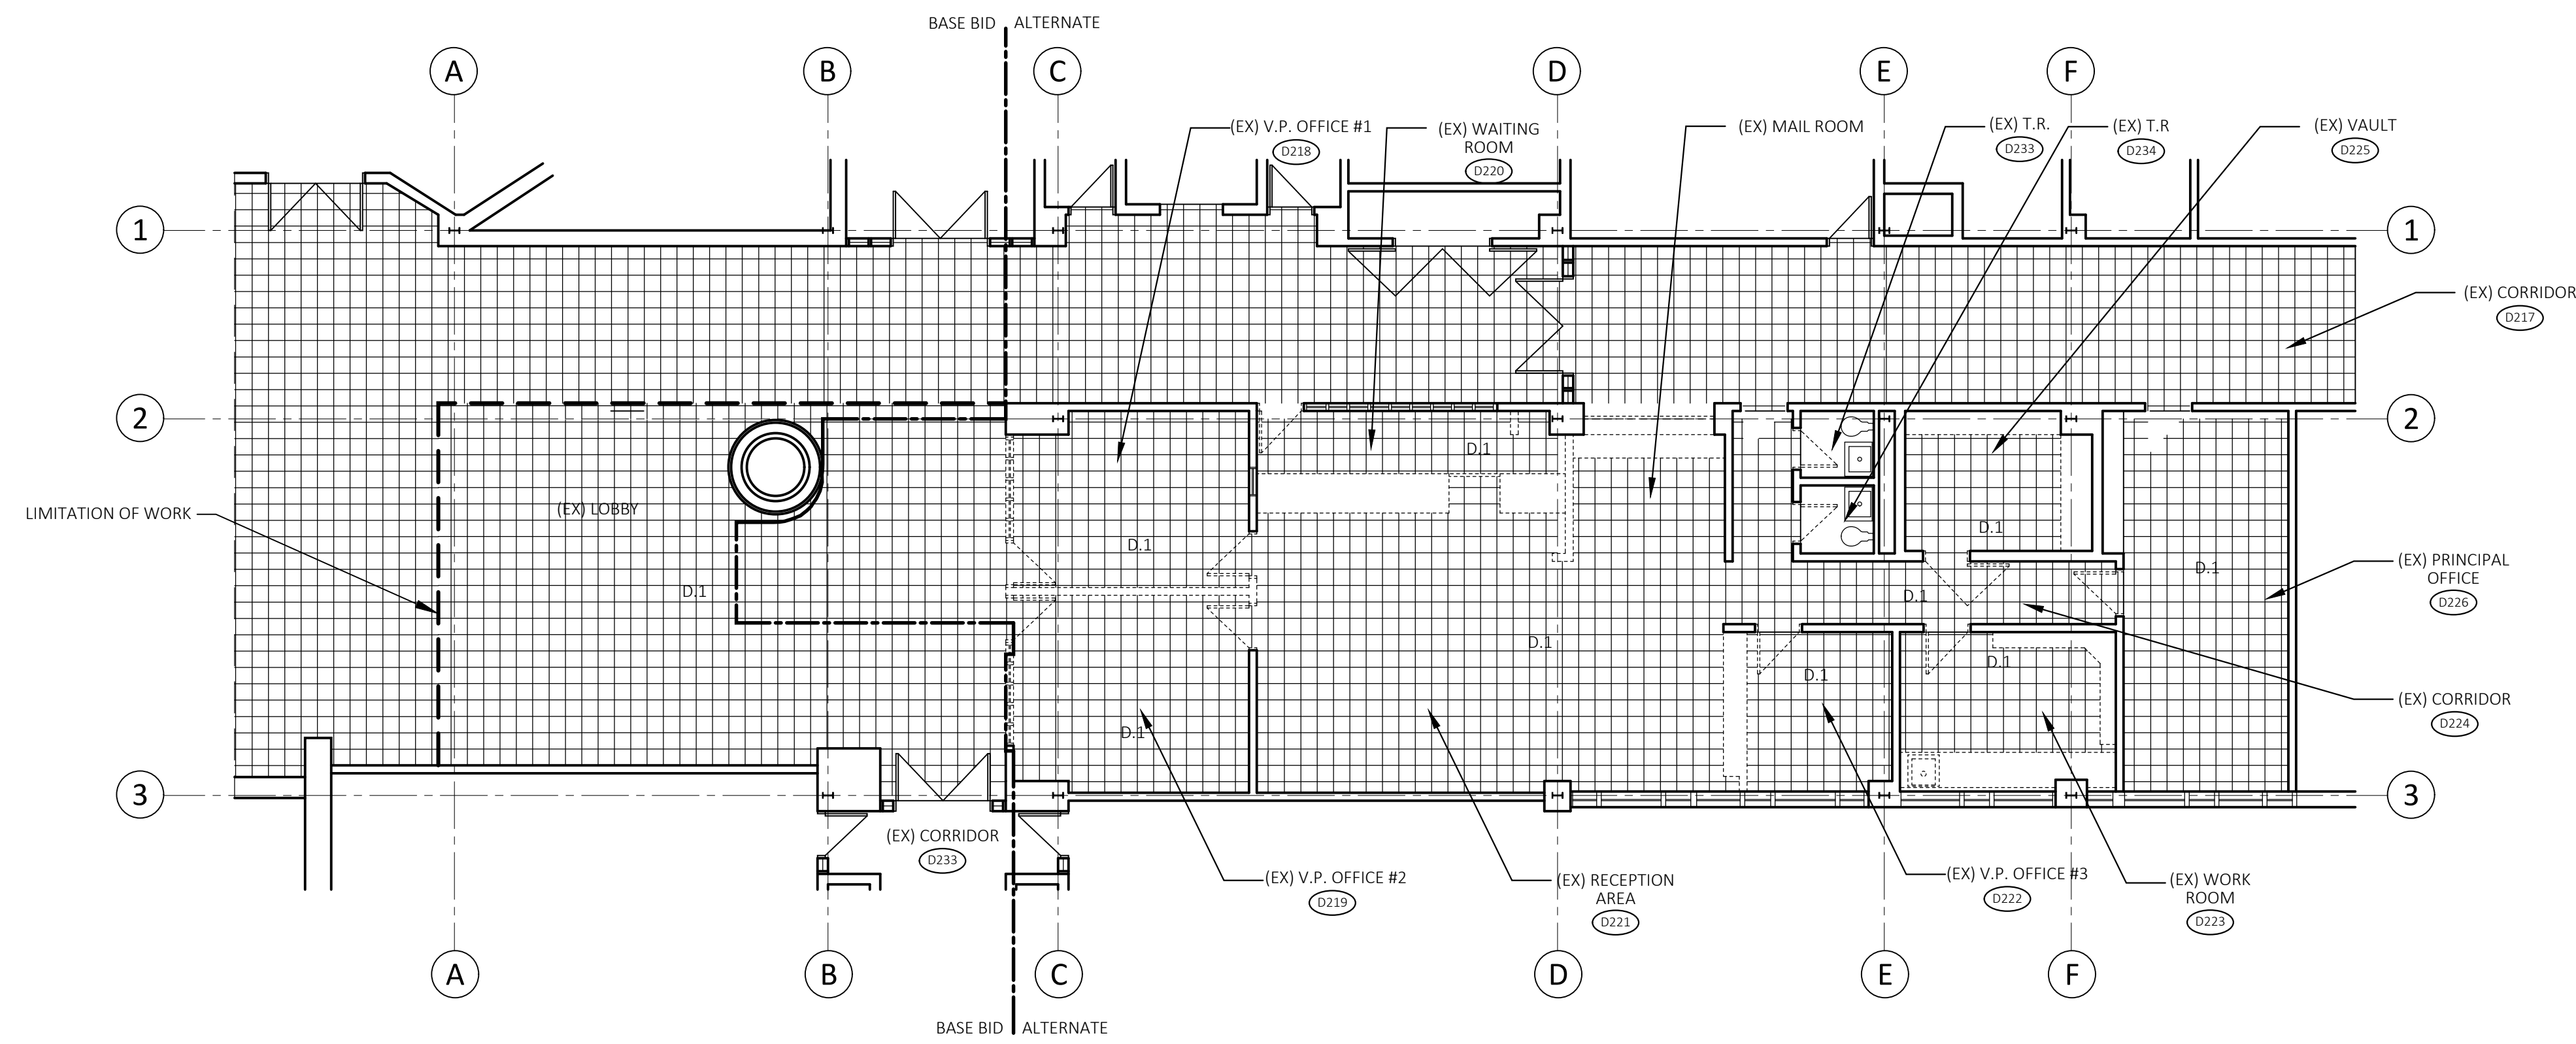 BASE BID ALTERNATE
A B C D E F
(EX) V.P. OFFICE #1
D218
(EX) WAITING
ROOM
D220
(EX) MAIL ROOM
(EX) T.R.
D233
(EX) T.R
D234
(EX) VAULT
D225
1 1
(EX) CORRIDOR
D217
2 2
D.1
LIMITATION OF WORK
(EX) LOBBY
D.1
D.1
D.1
(EX) PRINCIPAL
OFFICE
D226
D.1
D.1
D.1
D.1
D.1
(EX) CORRIDOR
D224
D.1
3 3
(EX) CORRIDOR
D233
(EX) V.P. OFFICE #2
D219
(EX) RECEPTION
AREA
D221
(EX) V.P. OFFICE #3
D222
(EX) WORK
ROOM
D223
A B C D E F
BASE BID ALTERNATE